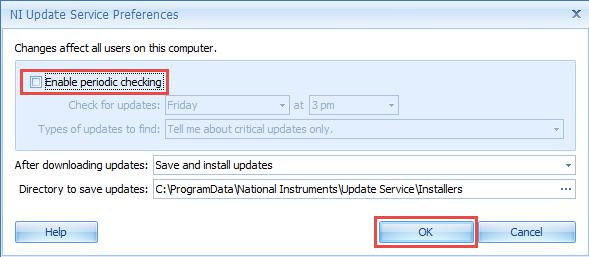 NI Update Service Preferences
Changes affect all users on this computer.
Enable periodic checking
Check for updates: Friday at 3 pm
Types of updates to find: Tell me about critical updates only.
After downloading updates: Save and install updates
Directory to save updates: C:\ProgramData\National Instruments\Update Service\Installers ...
Help OK Cancel